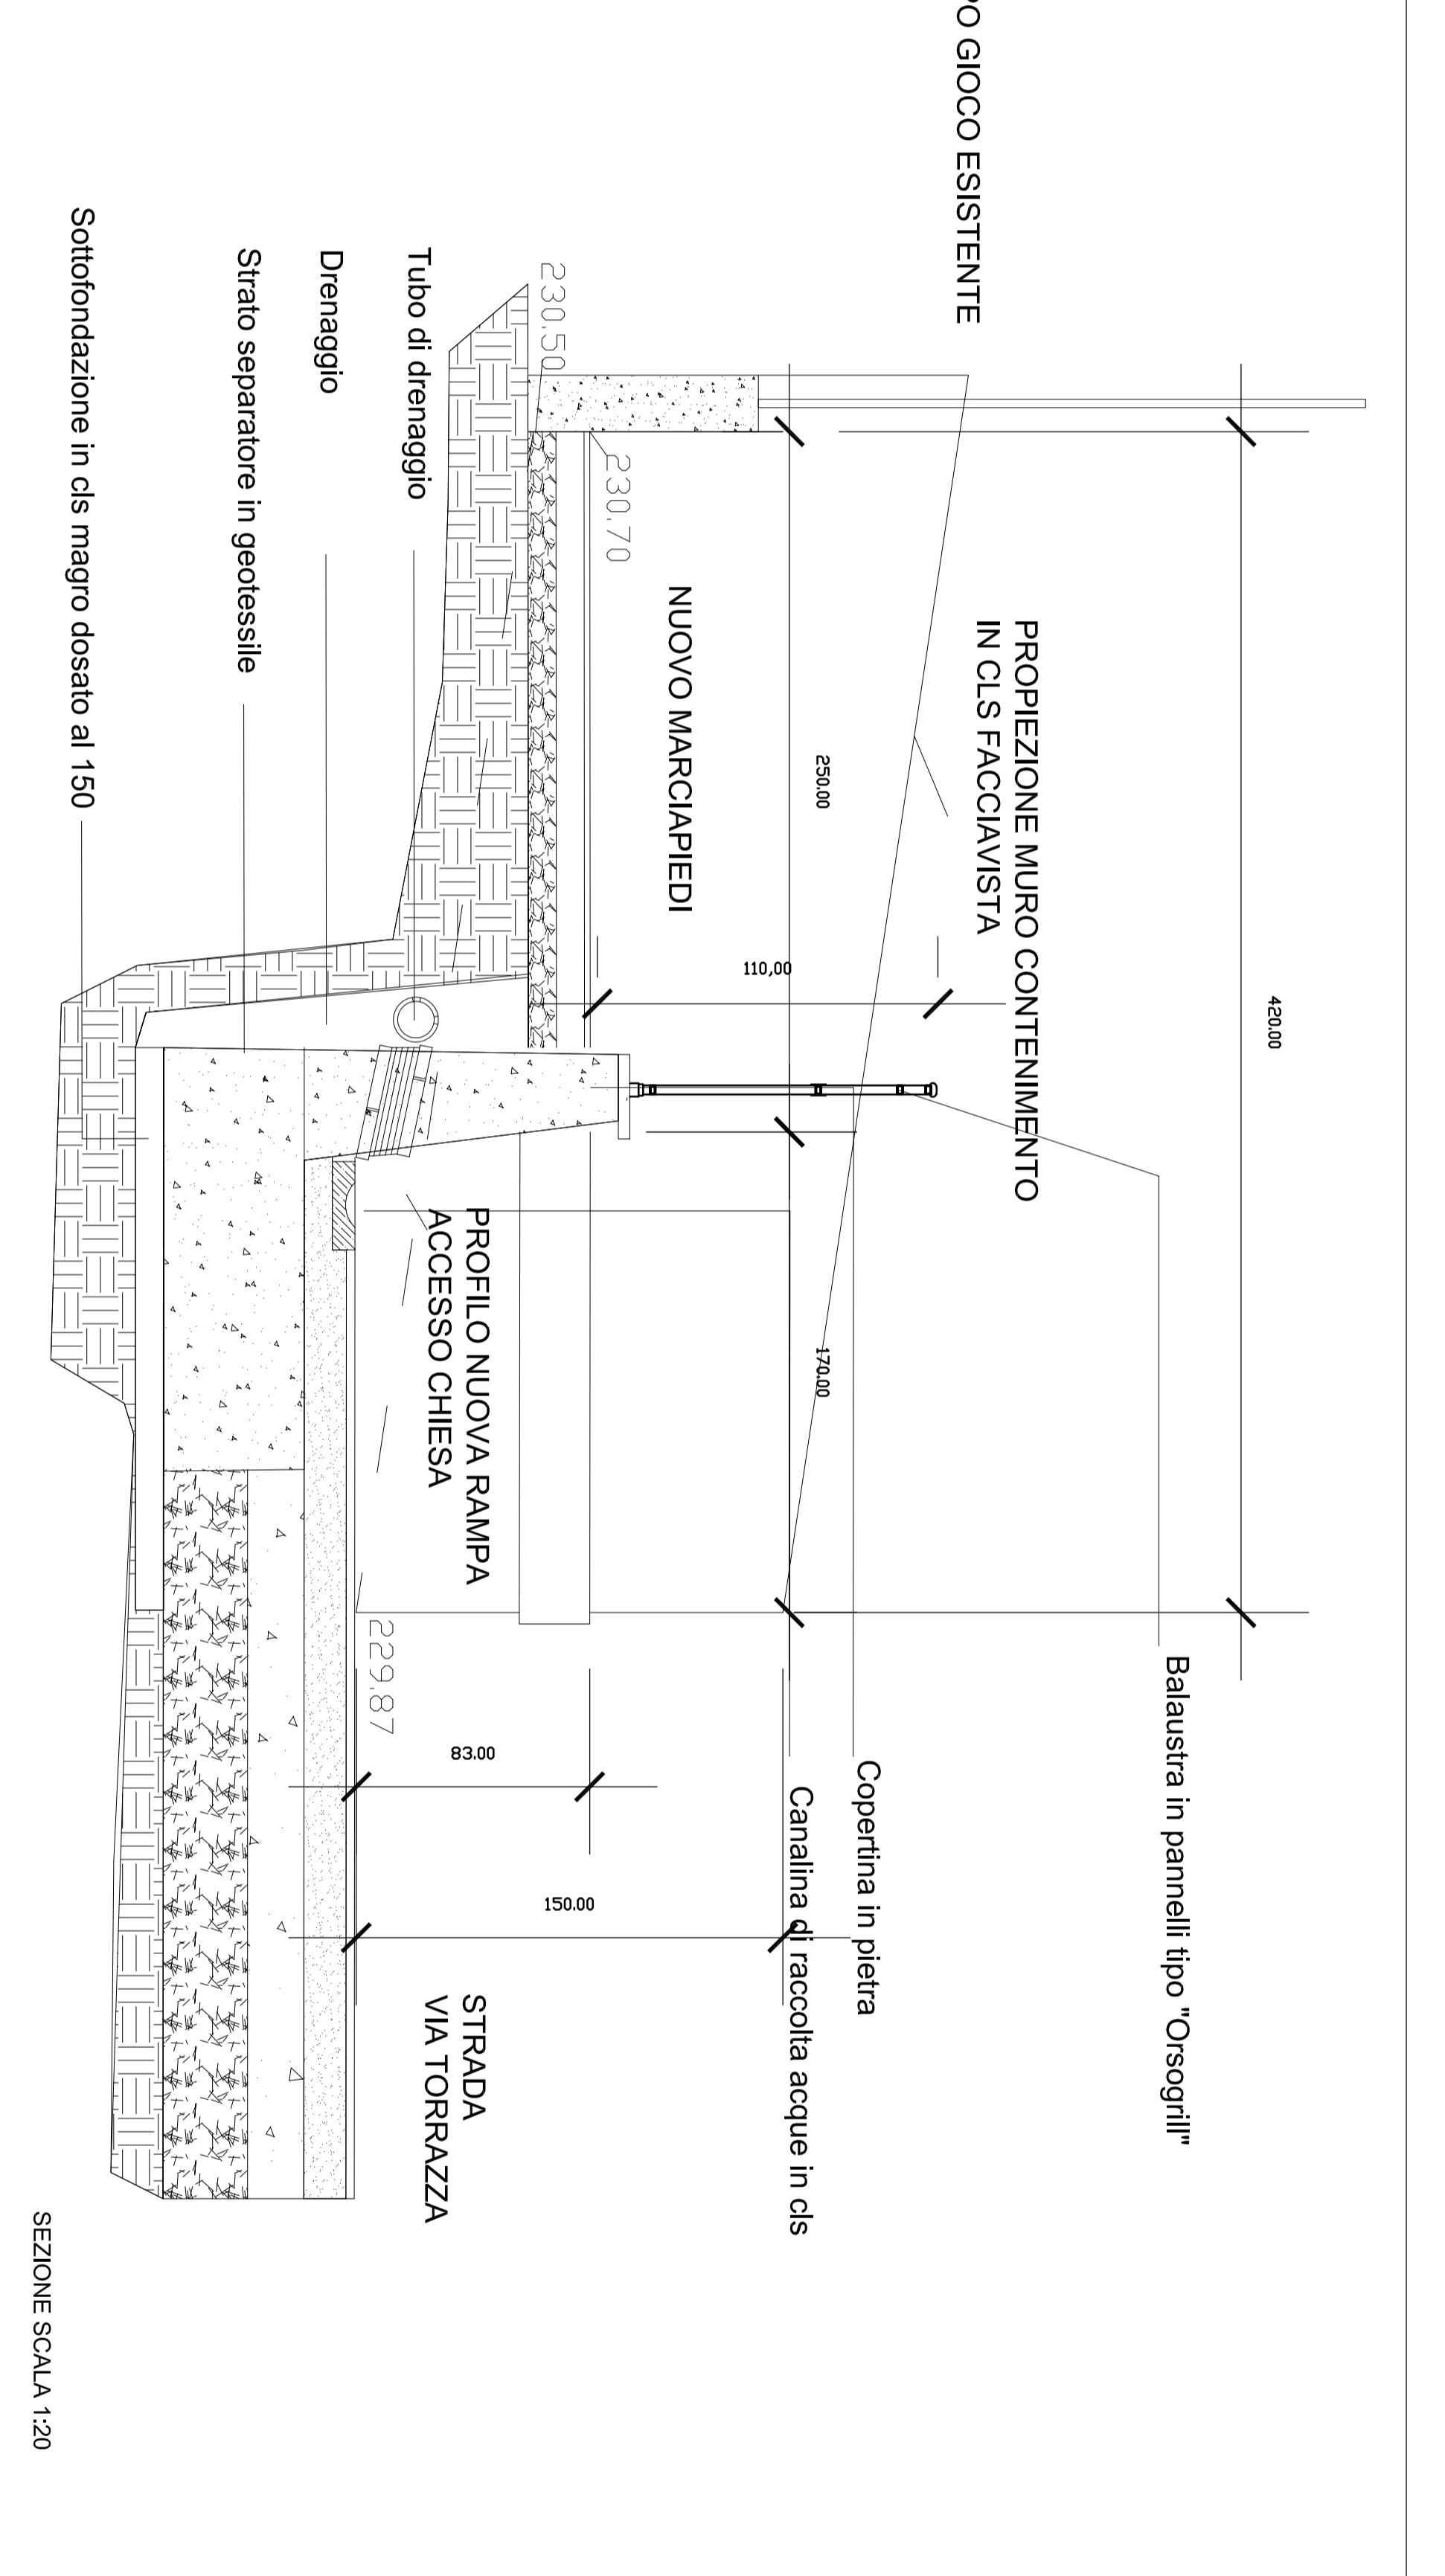 420.00
Balaustra in pannelli tipo "Orsogrill"
PROPIEZIONE MURO CONTENIMENTO
IN CLS FACCIAVISTA
GIOCO ESISTENTE
Copertina in pietra
250.00
170.00
Canalina di raccolta acque in cls
110,00
NUOVO MARCIAPIEDI
230.70
230.50
150.00
83.00
PROFILO NUOVA RAMPA
ACCESSO CHIESA
STRADA
VIA TORRAZZA
229.87
Tubo di drenaggio
Drenaggio
Strato separatore in geotessile
Sottofondazione in cls magro dosato al 150
SEZIONE SCALA 1:20